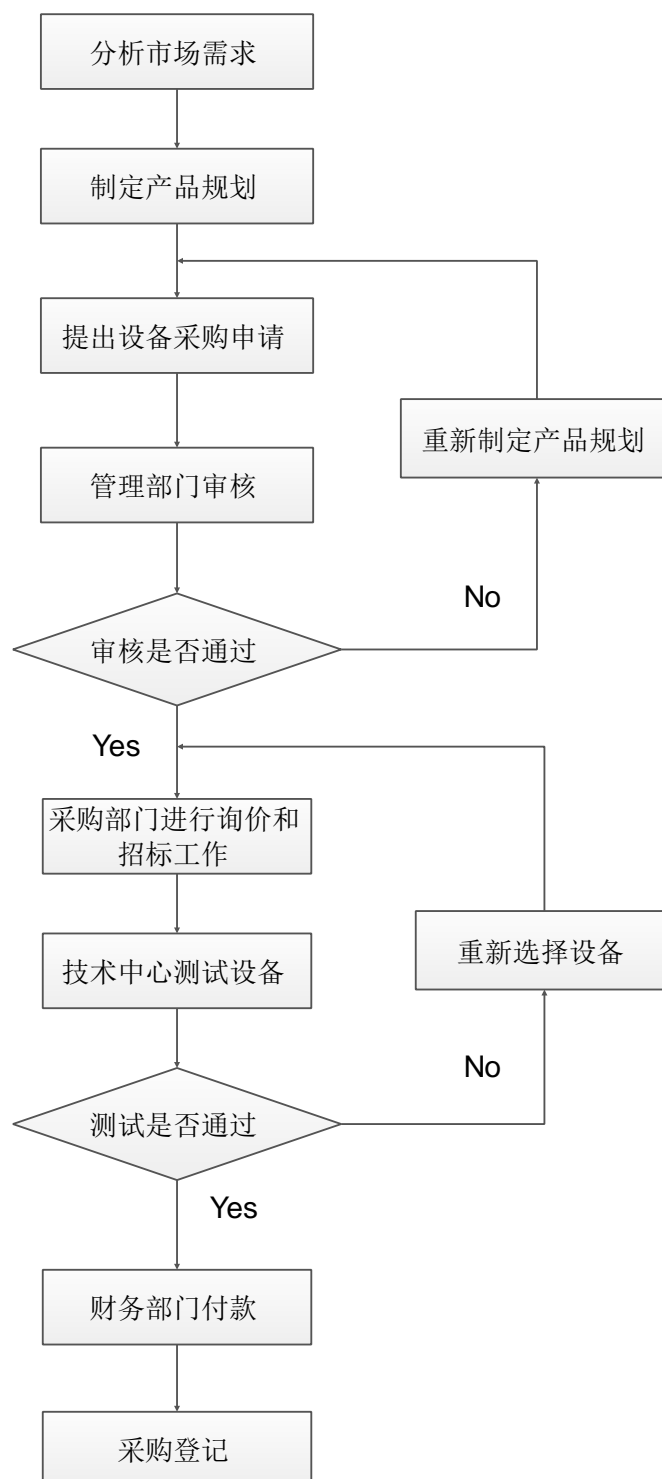 分析市场需求
制定产品规划
提出设备采购申请
重新制定产品规划
管理部门审核
No
审核是否通过
Yes
采购部门进行询价和
招标工作
重新选择设备
技术中心测试设备
No
测试是否通过
Yes
财务部门付款
采购登记